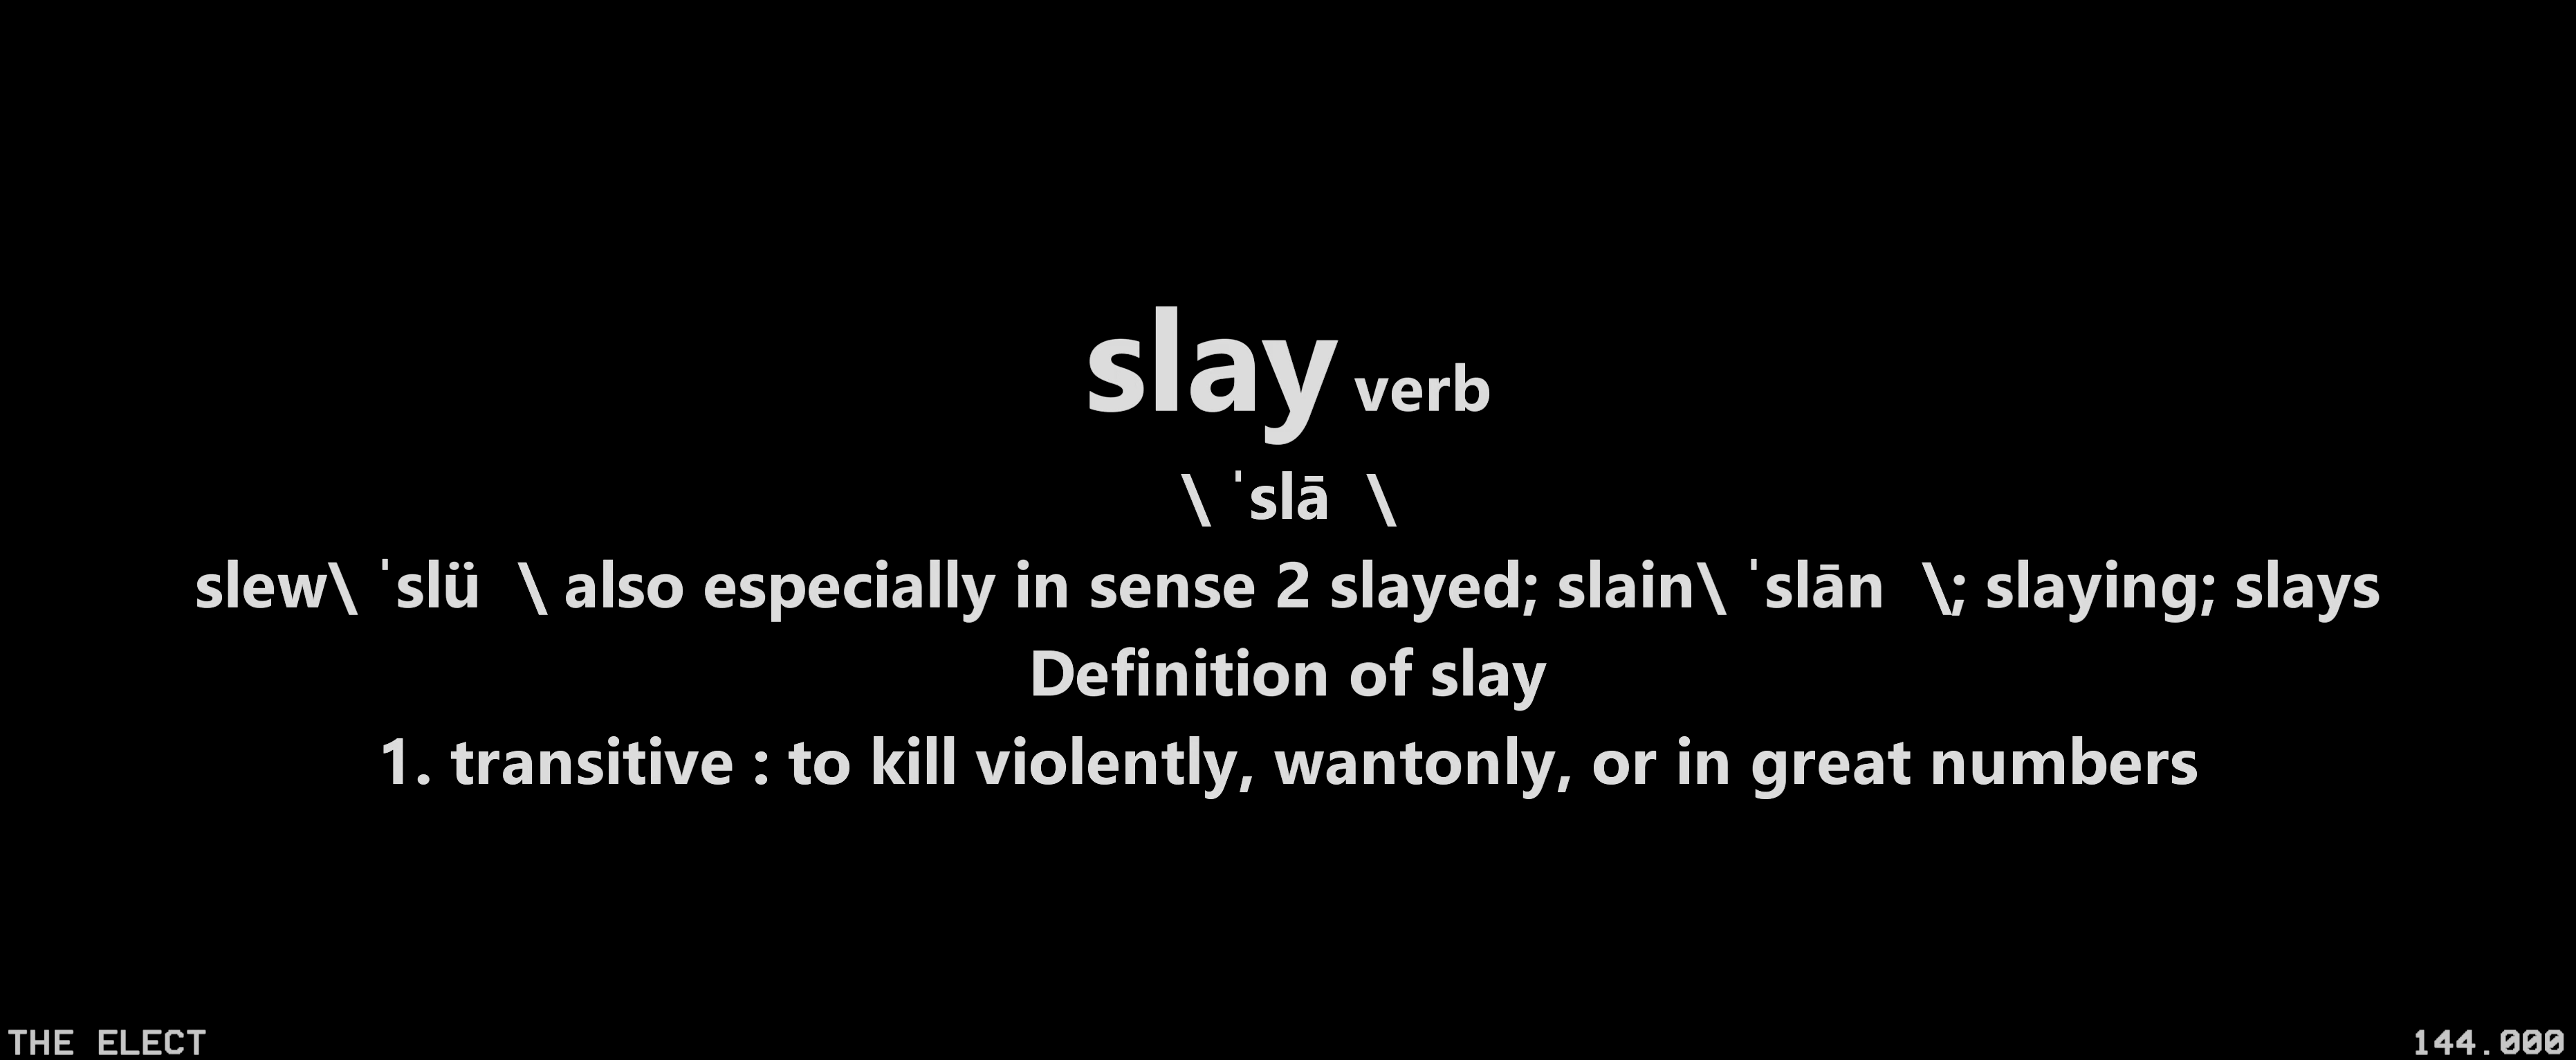 slay verb
\ ˈslā  \
slew\ ˈslü  \ also especially in sense 2 slayed; slain\ ˈslān  \; slaying; slays
Definition of slay
1. transitive : to kill violently, wantonly, or in great numbers
THE ELECT
144.000